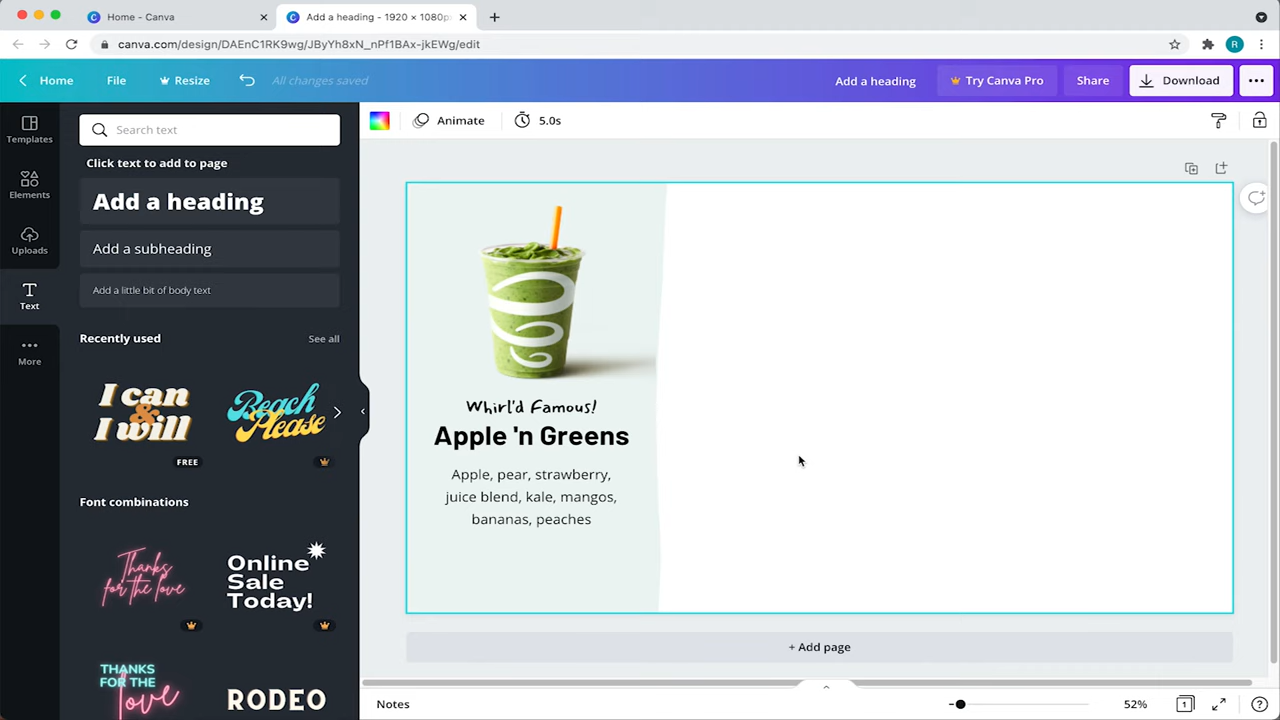 Home - Canva
Add a heading - 1920 × 1080p
canva.com/design/DAEnC1RK9wg/JByYh8xN_nPf1BAx-jkEWg/edit
R
Home
File
Resize
All changes saved
Add a heading
Try Canva Pro
Share
Download
Templates
Elements
Uploads
Text
More
Search text
Click text to add to page
Add a heading
Add a subheading
Add a little bit of body text
Recently used
See all
I can
&
I will
FREE
Beach
Please
Font combinations
Thanks
for the love
Online
Sale
Today!
THANKS
FOR THE
love
RODEO
Animate
5.0s
Whirl'd Famous!
Apple 'n Greens
Apple, pear, strawberry,
juice blend, kale, mangos,
bananas, peaches
+ Add page
Notes
52%
1